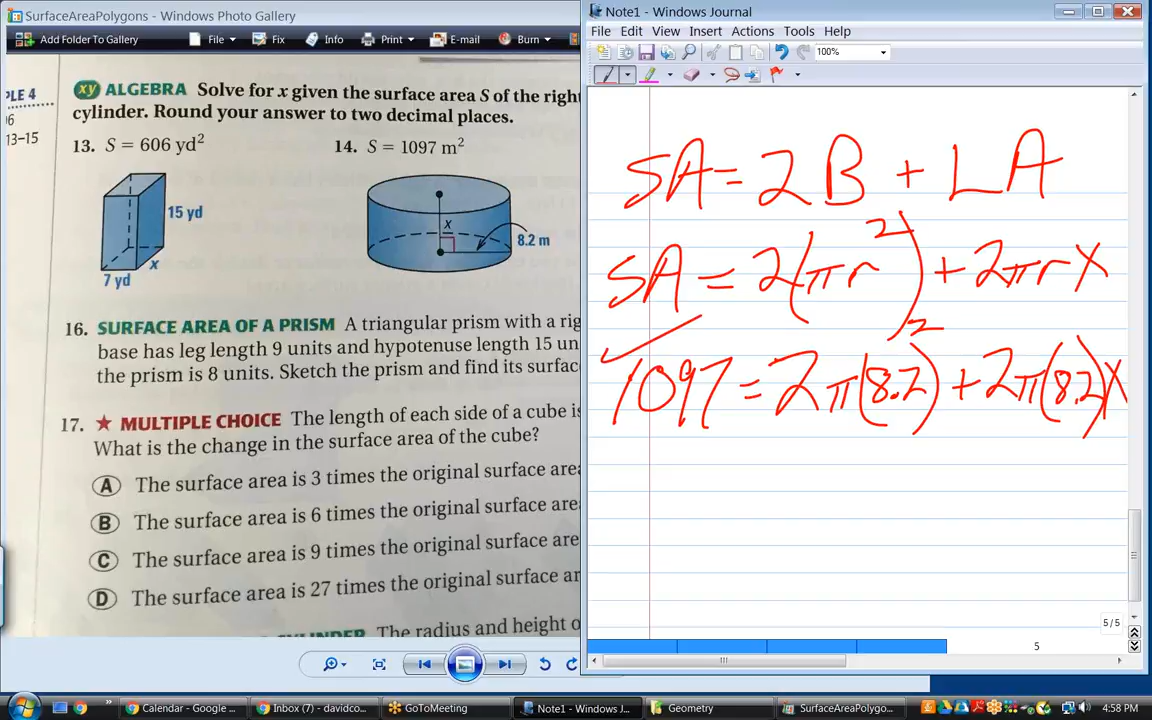 SurfaceAreaPolygons - Windows Photo Gallery
Add Folder To Gallery File Fix Info Print E-mail Burn
PLE 4
06
13–15
xy ALGEBRA Solve for x given the surface area S of the right
cylinder. Round your answer to two decimal places.
13. S = 606 yd²
14. S = 1097 m²
15 yd
x
7 yd
x
8.2 m
16. SURFACE AREA OF A PRISM A triangular prism with a rig
base has leg length 9 units and hypotenuse length 15 un
the prism is 8 units. Sketch the prism and find its surfac
17. ★ MULTIPLE CHOICE The length of each side of a cube is
What is the change in the surface area of the cube?
A The surface area is 3 times the original surface area
B The surface area is 6 times the original surface are
C The surface area is 9 times the original surface are
D The surface area is 27 times the original surface ar
The radius and height o
Note1 - Windows Journal
File Edit View Insert Actions Tools Help
100%
SA = 2B + LA
SA = 2(πr²) + 2πrx
1097 = 2π(8.2)² + 2π(8.2)x
5/5
5
Calendar - Google ...
Inbox (7) - davidco...
GoToMeeting
Note1 - Windows J...
Geometry
SurfaceAreaPolygo...
4:58 PM